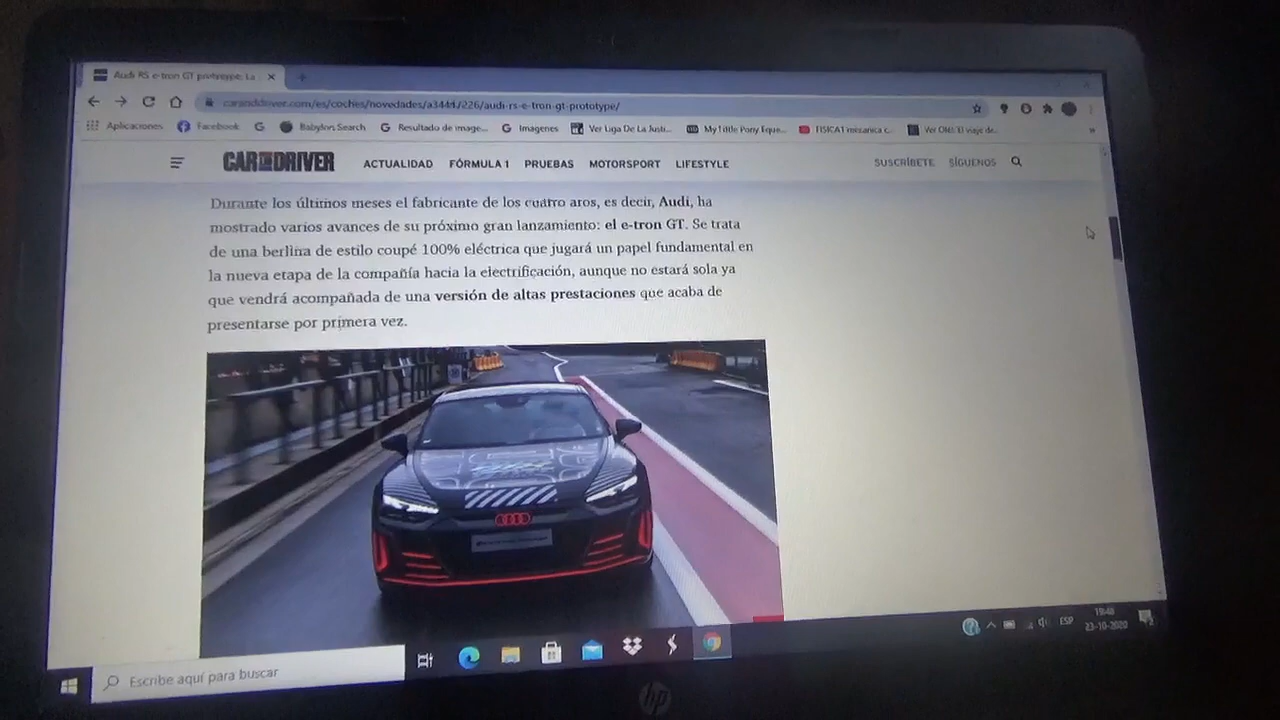 Audi RS e-tron GT prototype: La
caranddriver.com/es/coches/novedades/a34441226/audi-rs-e-tron-gt-prototype/
Aplicaciones Facebook Babylon Search Resultado de image... Imagenes Ver Liga De La Justi... My Little Pony Eque... FISICA1 mecanica c... Ver Olé! El viaje de...
CAR AND DRIVER ACTUALIDAD FÓRMULA 1 PRUEBAS MOTORSPORT LIFESTYLE SUSCRÍBETE SÍGUENOS
Durante los últimos meses el fabricante de los cuatro aros, es decir, Audi, ha
mostrado varios avances de su próximo gran lanzamiento: el e-tron GT. Se trata
de una berlina de estilo coupé 100% eléctrica que jugará un papel fundamental en
la nueva etapa de la compañía hacia la electrificación, aunque no estará sola ya
que vendrá acompañada de una versión de altas prestaciones que acaba de
presentarse por primera vez.
Escribe aquí para buscar
ESP
19:48
23-10-2020
hp